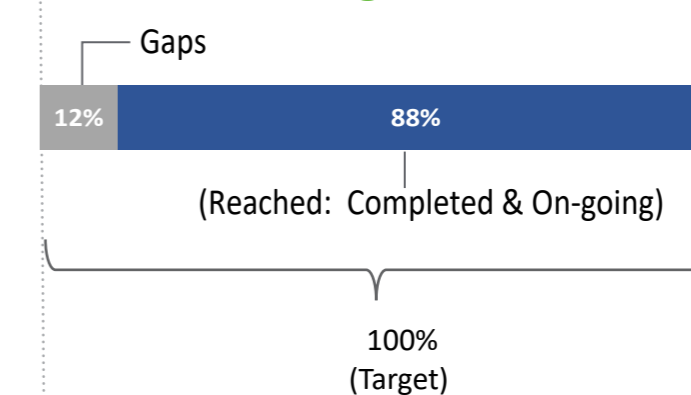 Gaps
12% 88%
(Reached: Completed & On-going)
100%
(Target)